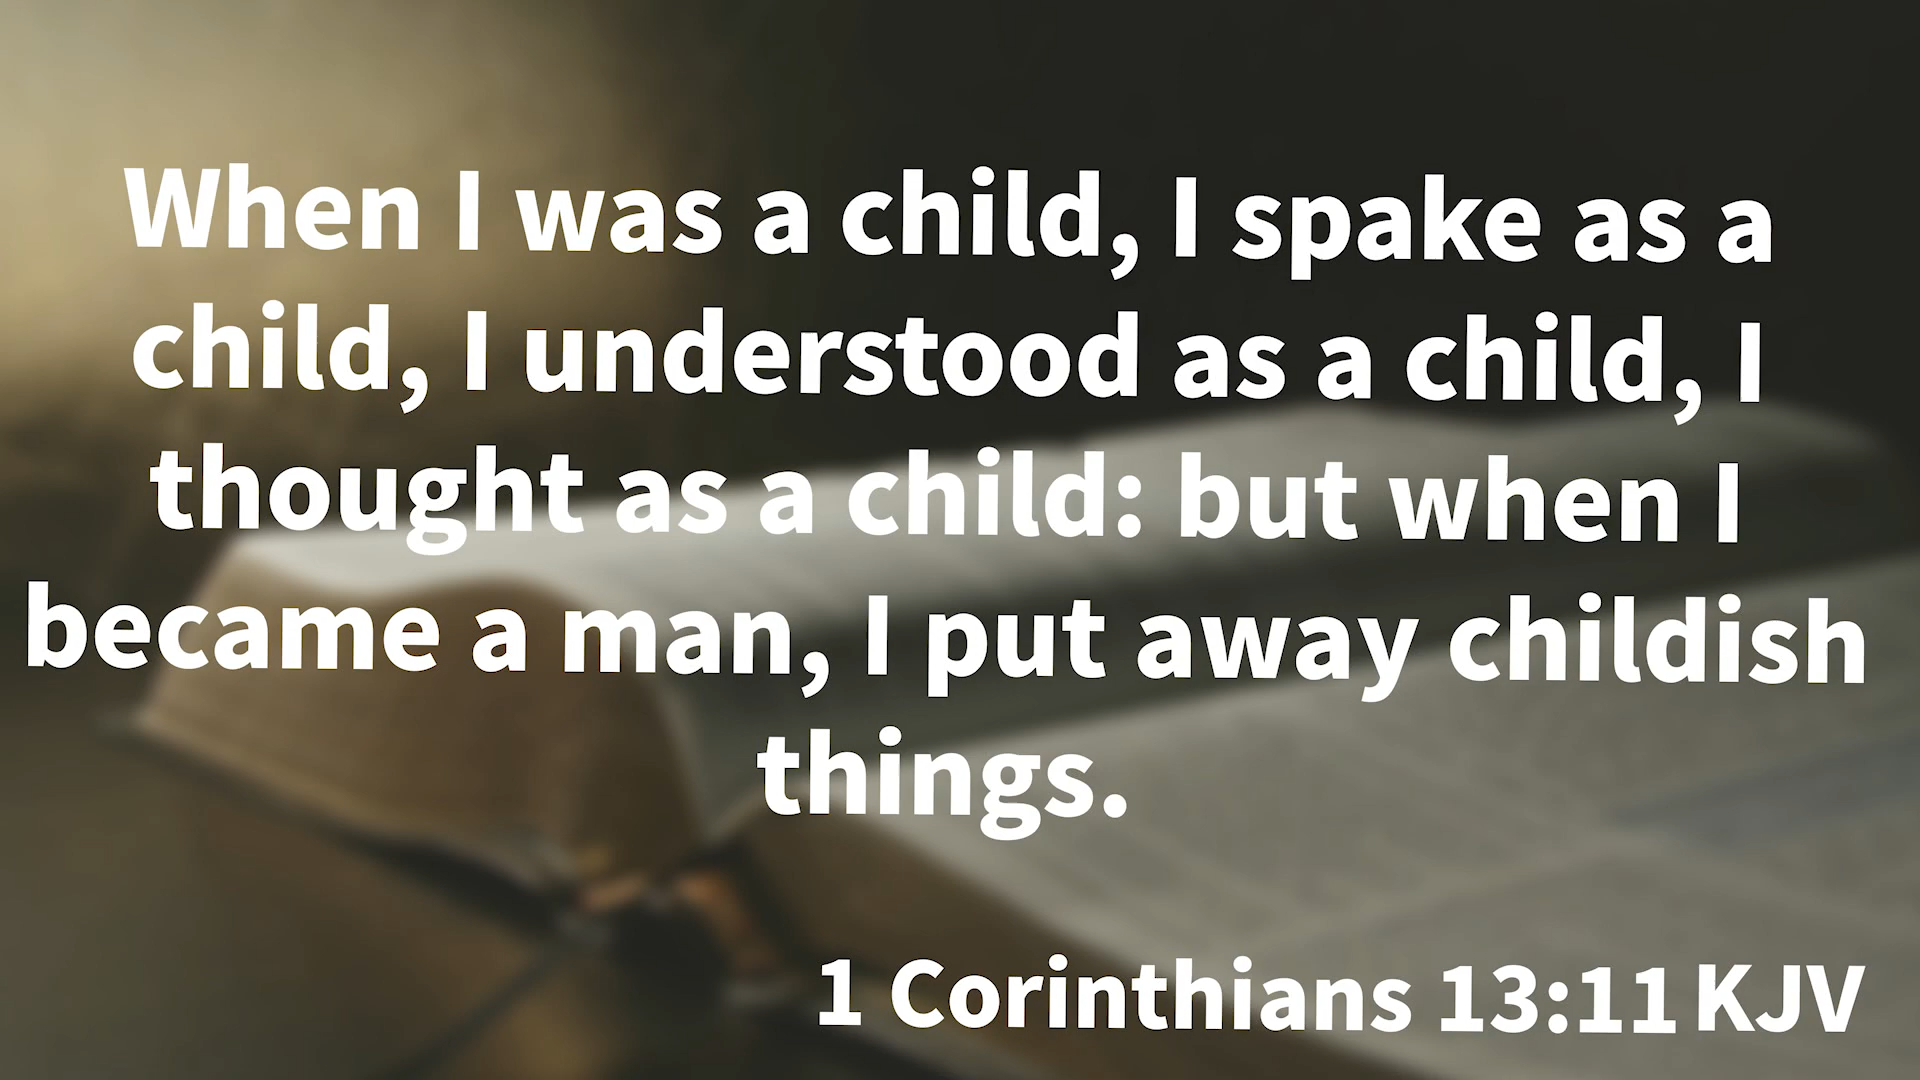 When I was a child, I spake as a
child, I understood as a child, I
thought as a child: but when I
became a man, I put away childish
things.
1 Corinthians 13:11 KJV